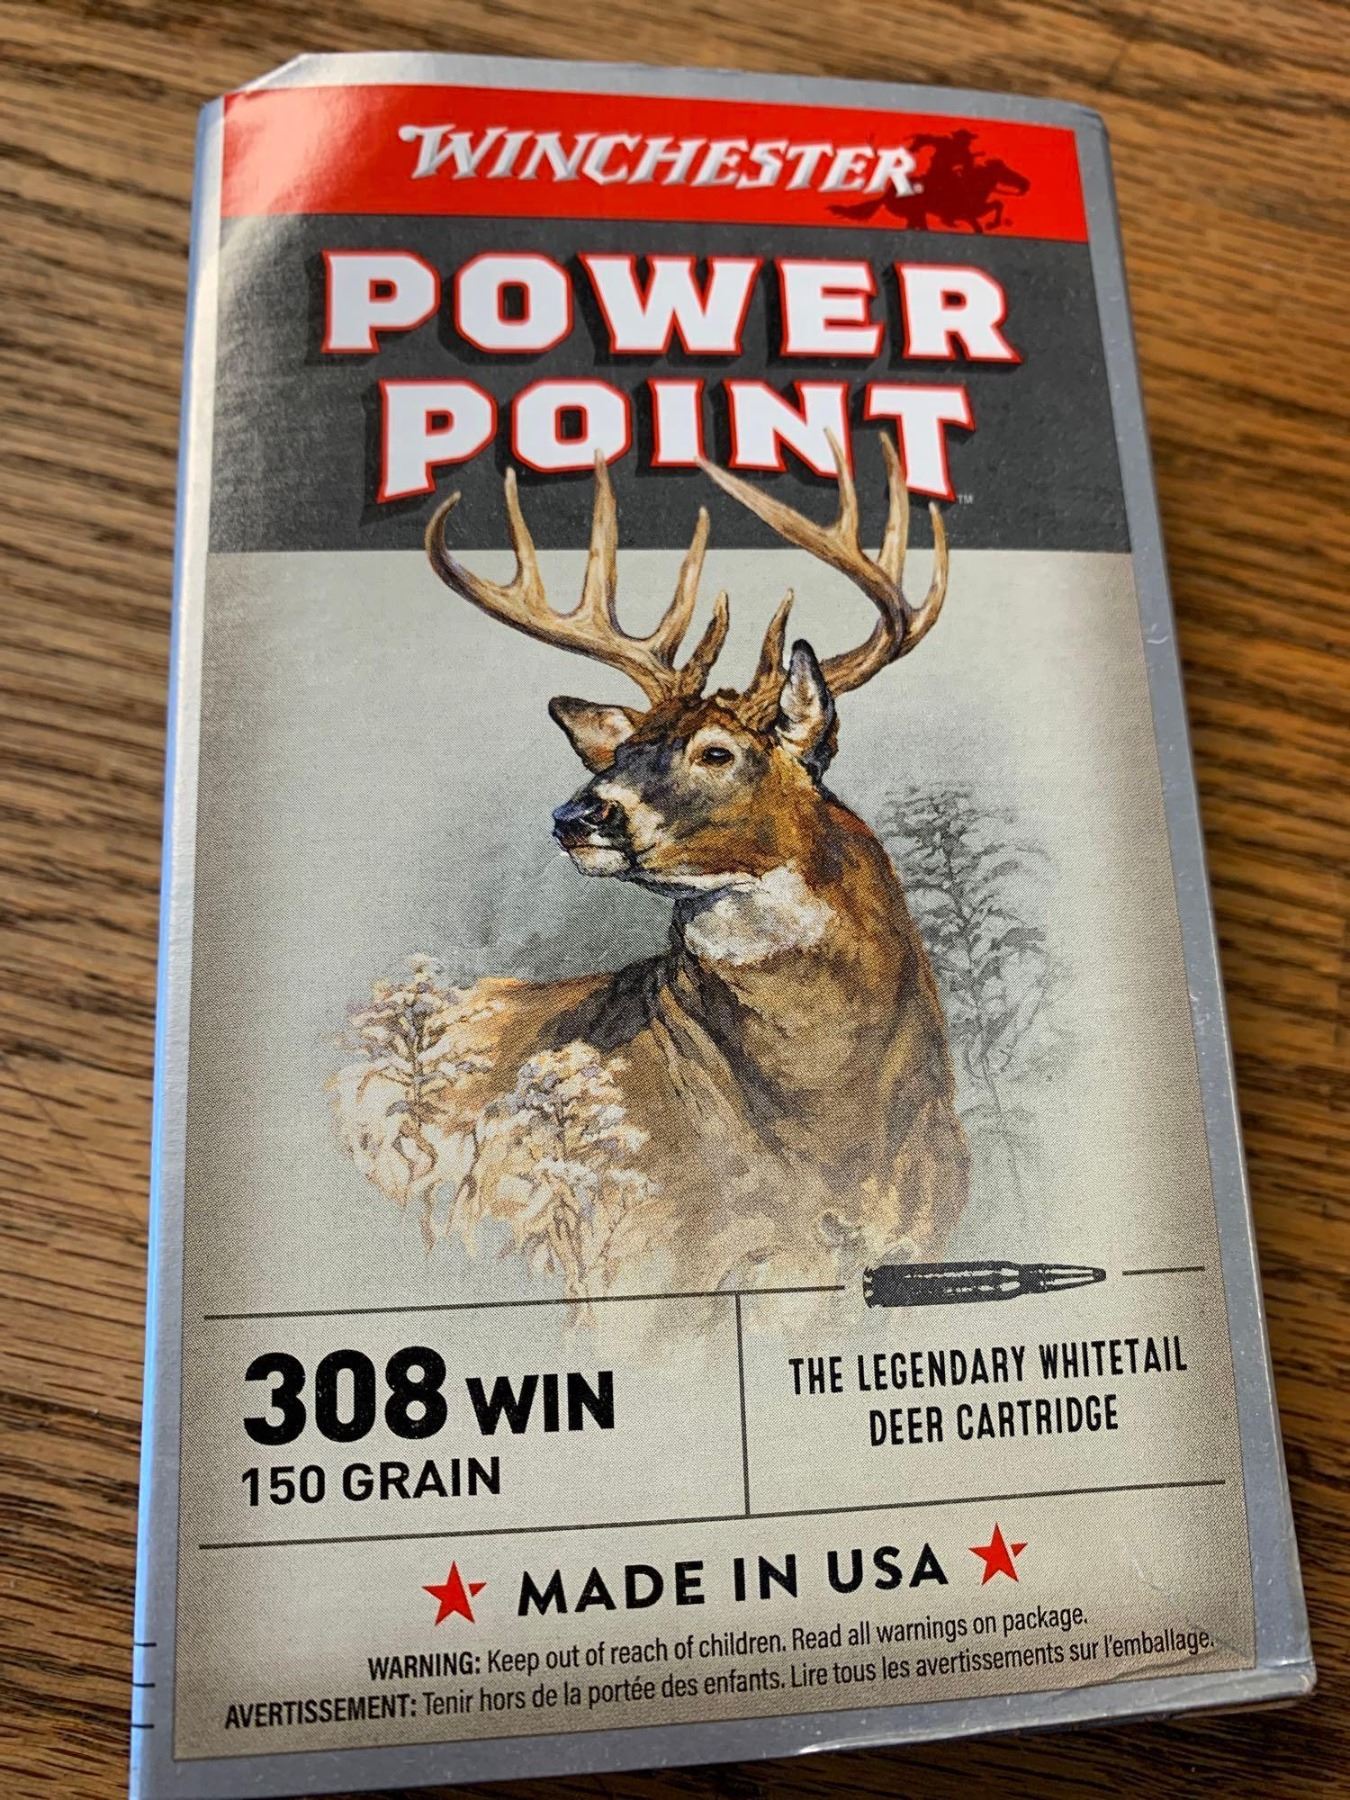 WINCHESTER
POWER
POINT™
308 WIN
150 GRAIN
THE LEGENDARY WHITETAIL
DEER CARTRIDGE
MADE IN USA
WARNING: Keep out of reach of children. Read all warnings on package.
AVERTISSEMENT: Tenir hors de la portée des enfants. Lire tous les avertissements sur l'emballage.